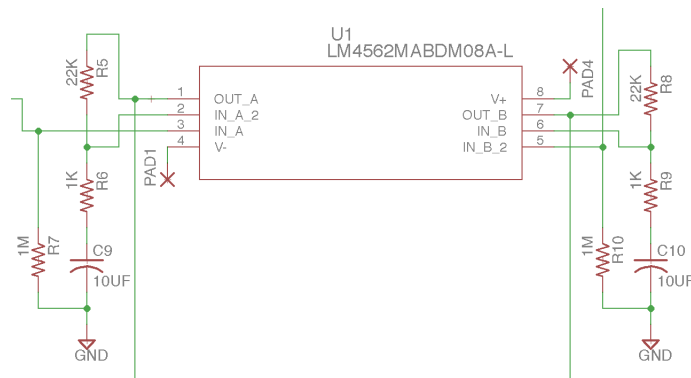 U1
LM4562MABDM08A-L
22K
R5
1 OUT_A
2 IN_A_2
3 IN_A
4 V-
PAD1
V+ 8
OUT_B 7
IN_B 6
IN_B_2 5
PAD4
22K
R8
1K
R6
1M
R7
C9
10UF
GND
1K
R9
1M
R10
C10
10UF
GND